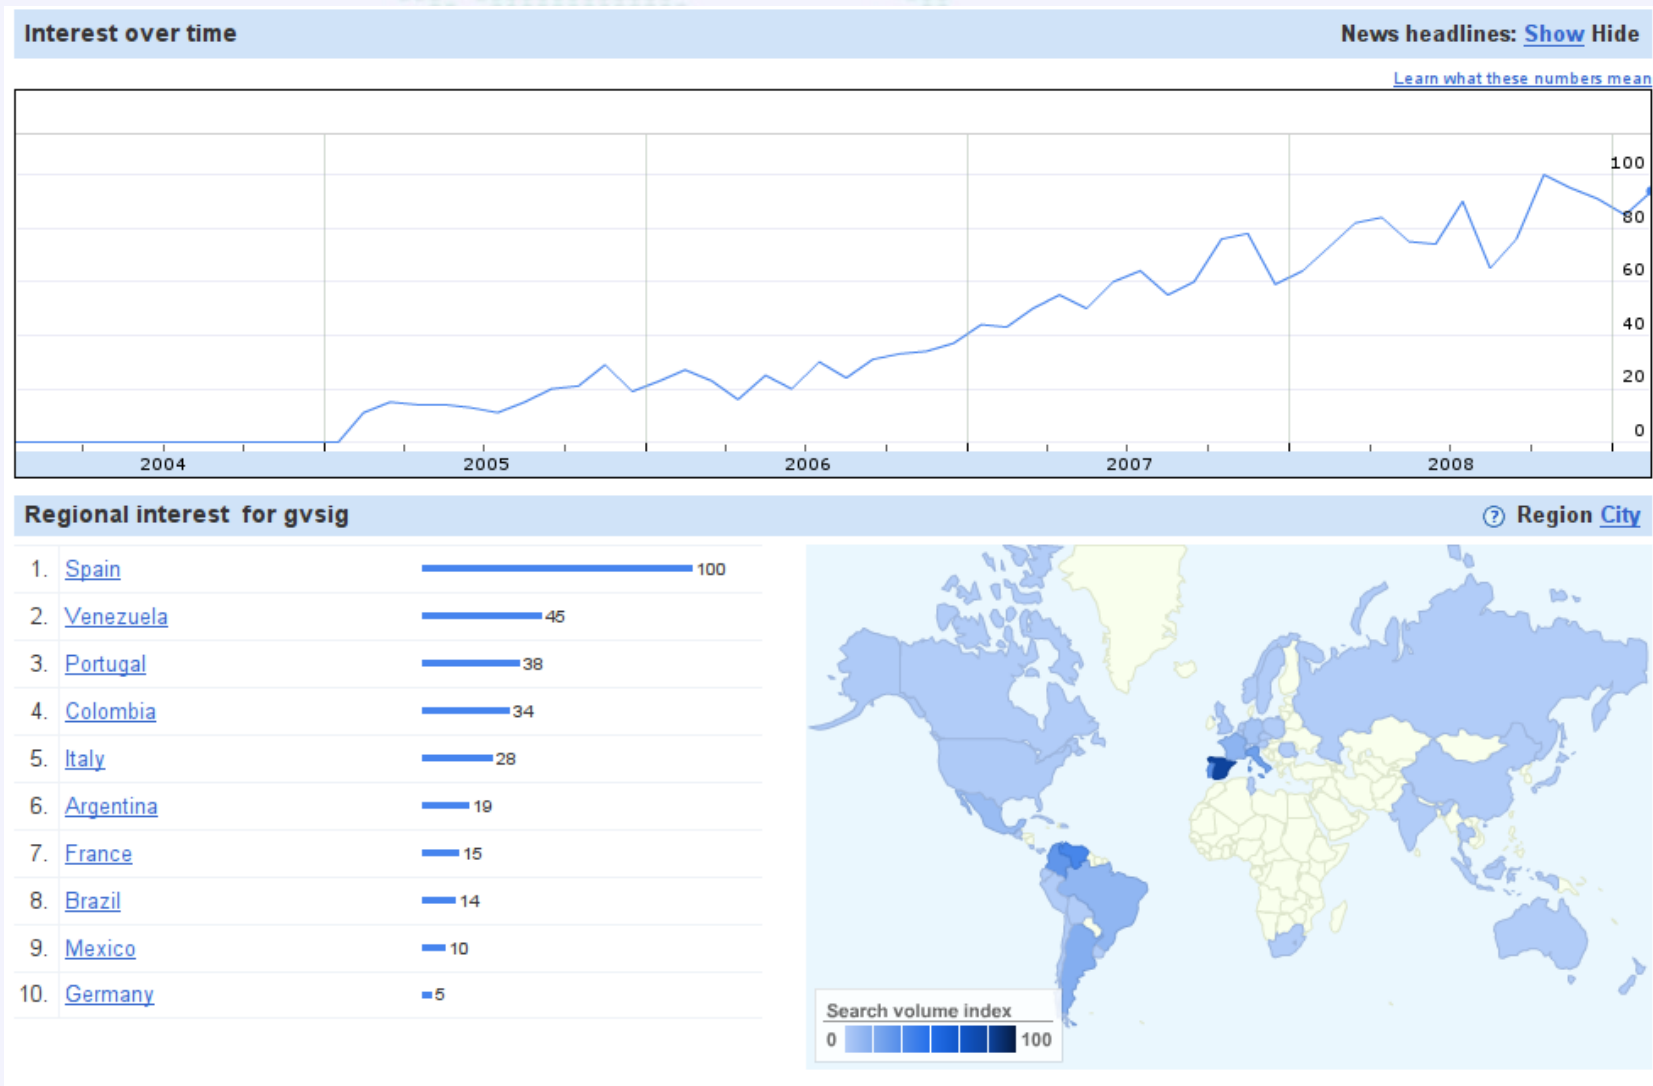 Interest over time
News headlines: Show Hide
Learn what these numbers mean
100
80
60
40
20
0
2004 2005 2006 2007 2008
Regional interest for gvsig
? Region City
1. Spain 100
2. Venezuela 45
3. Portugal 38
4. Colombia 34
5. Italy 28
6. Argentina 19
7. France 15
8. Brazil 14
9. Mexico 10
10. Germany 5
Search volume index
0 100